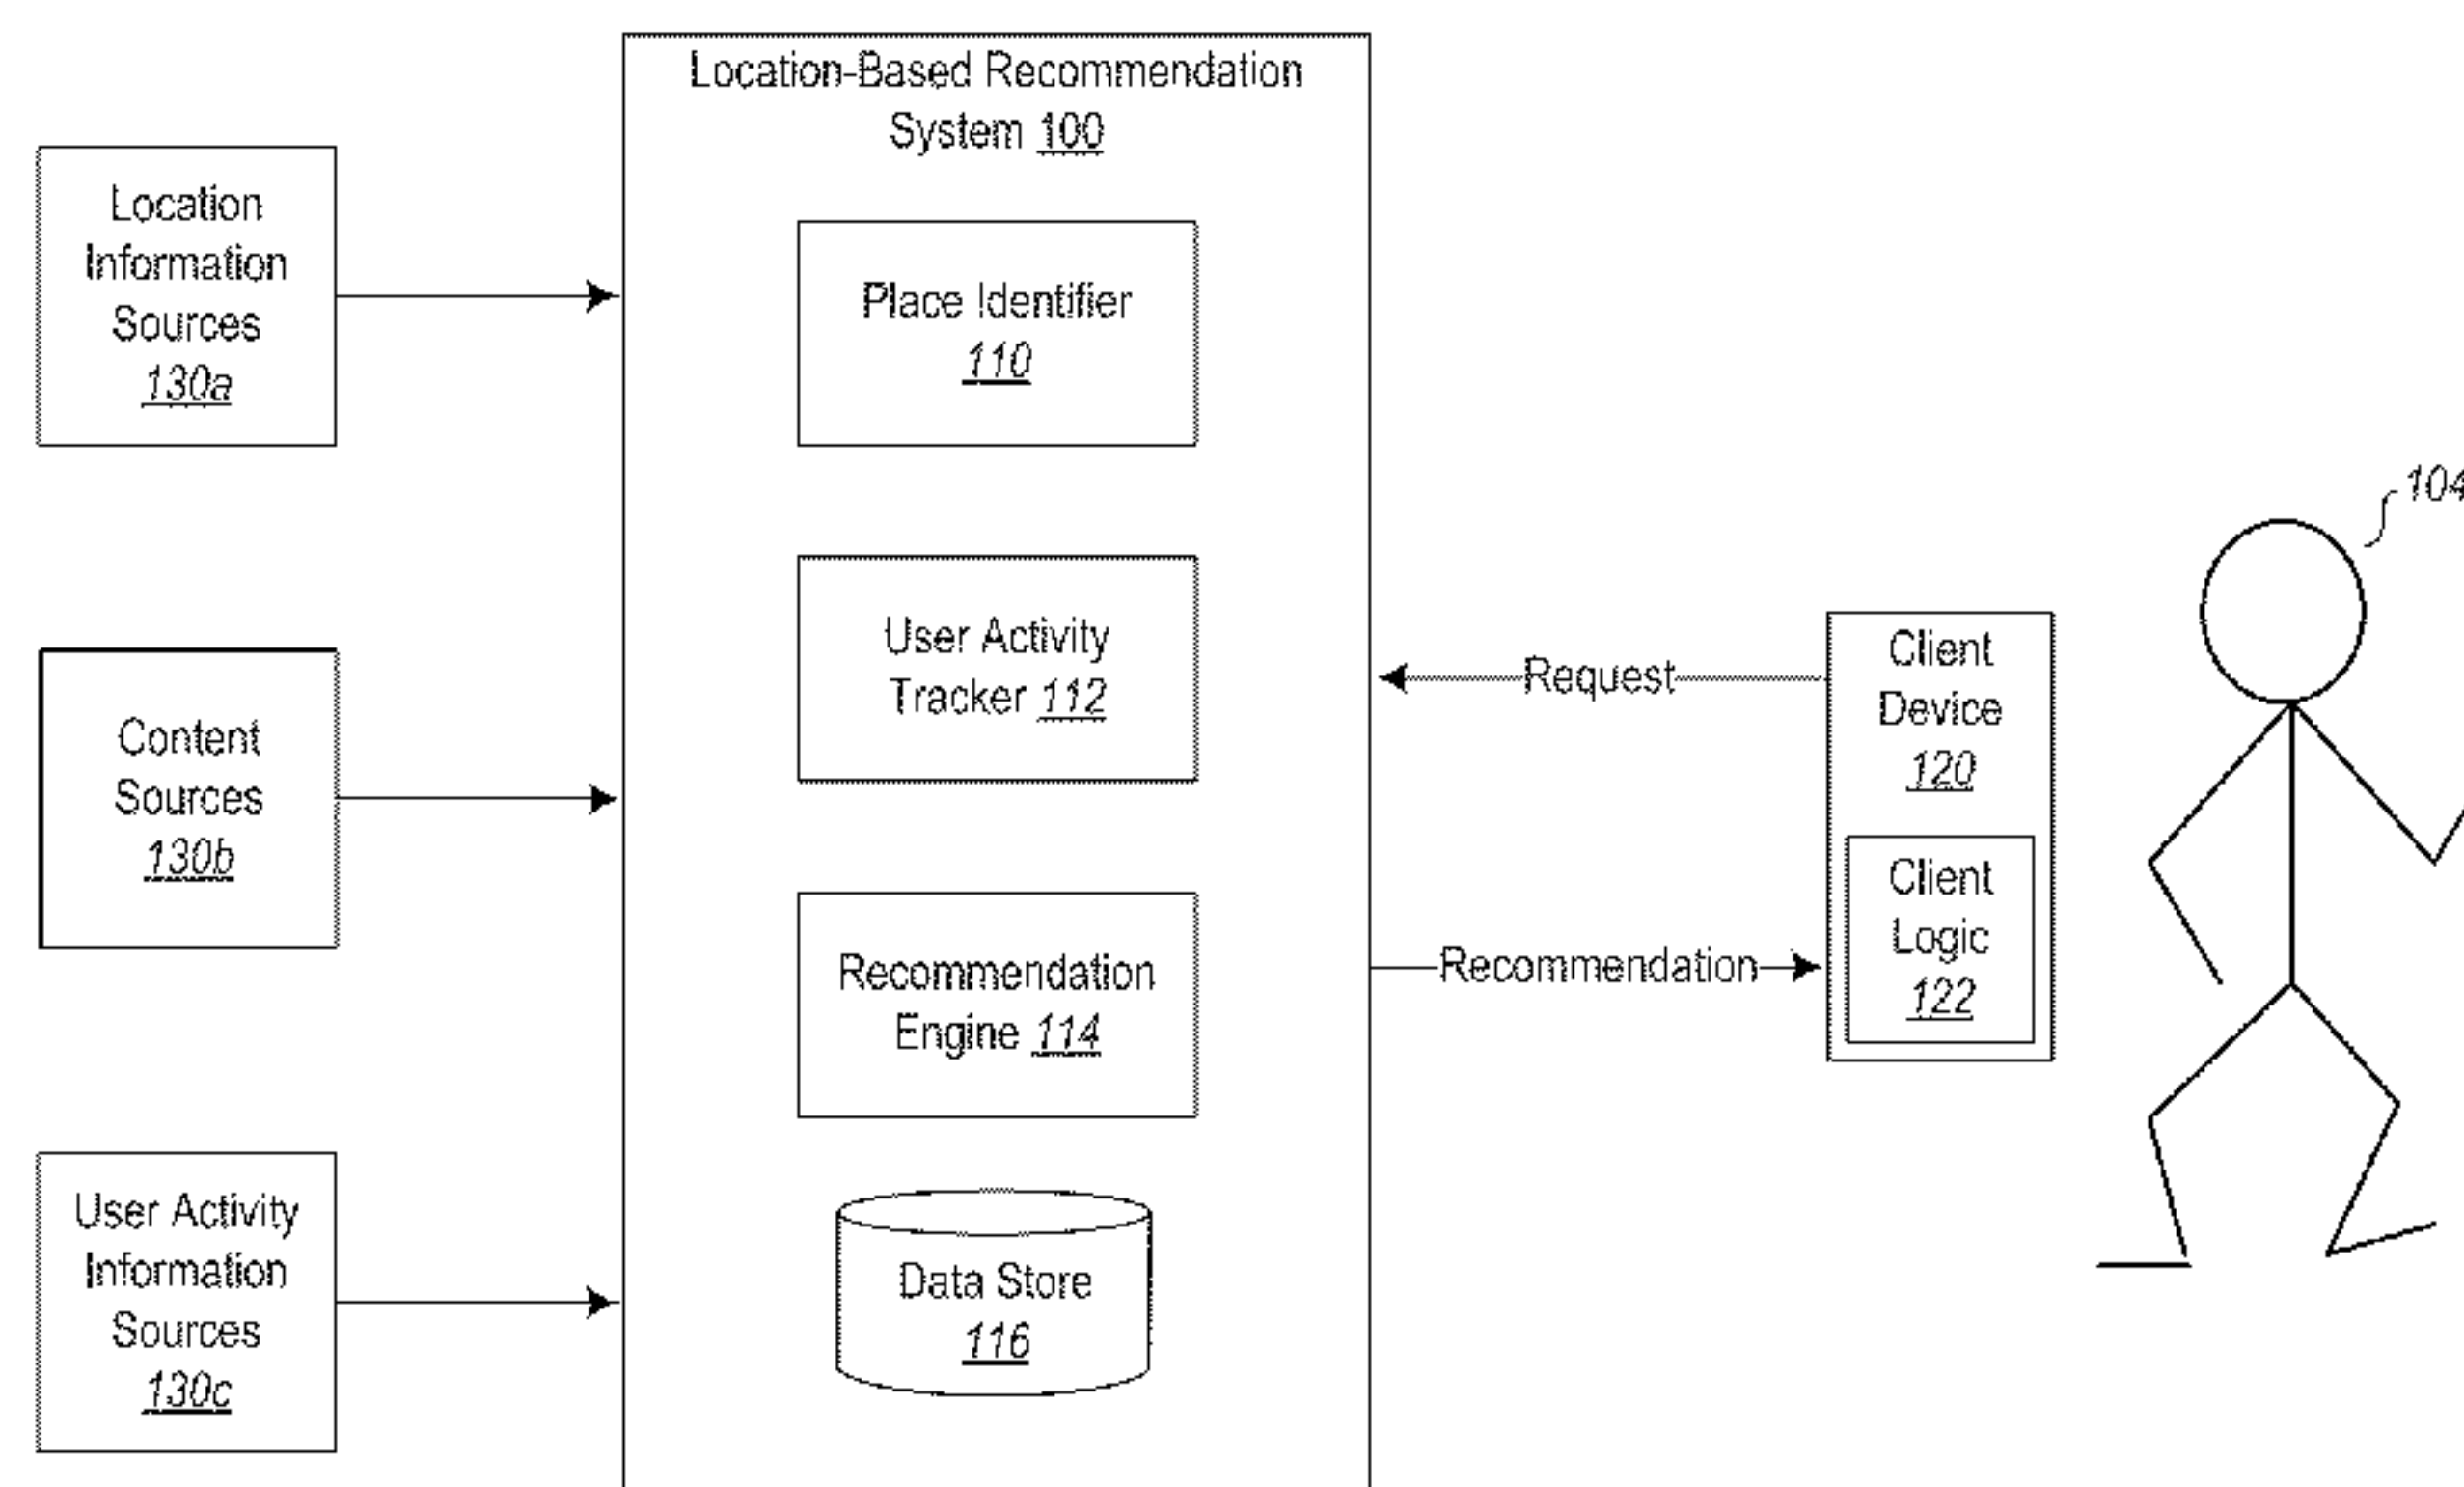 Location-Based Recommendation
System 100
Location
Information
Sources
130a
Place Identifier
110
104
User Activity
Tracker 112
Request
Client
Device
120
Content
Sources
130b
Client
Logic
122
Recommendation
Engine 114
Recommendation
User Activity
Information
Sources
130c
Data Store
116